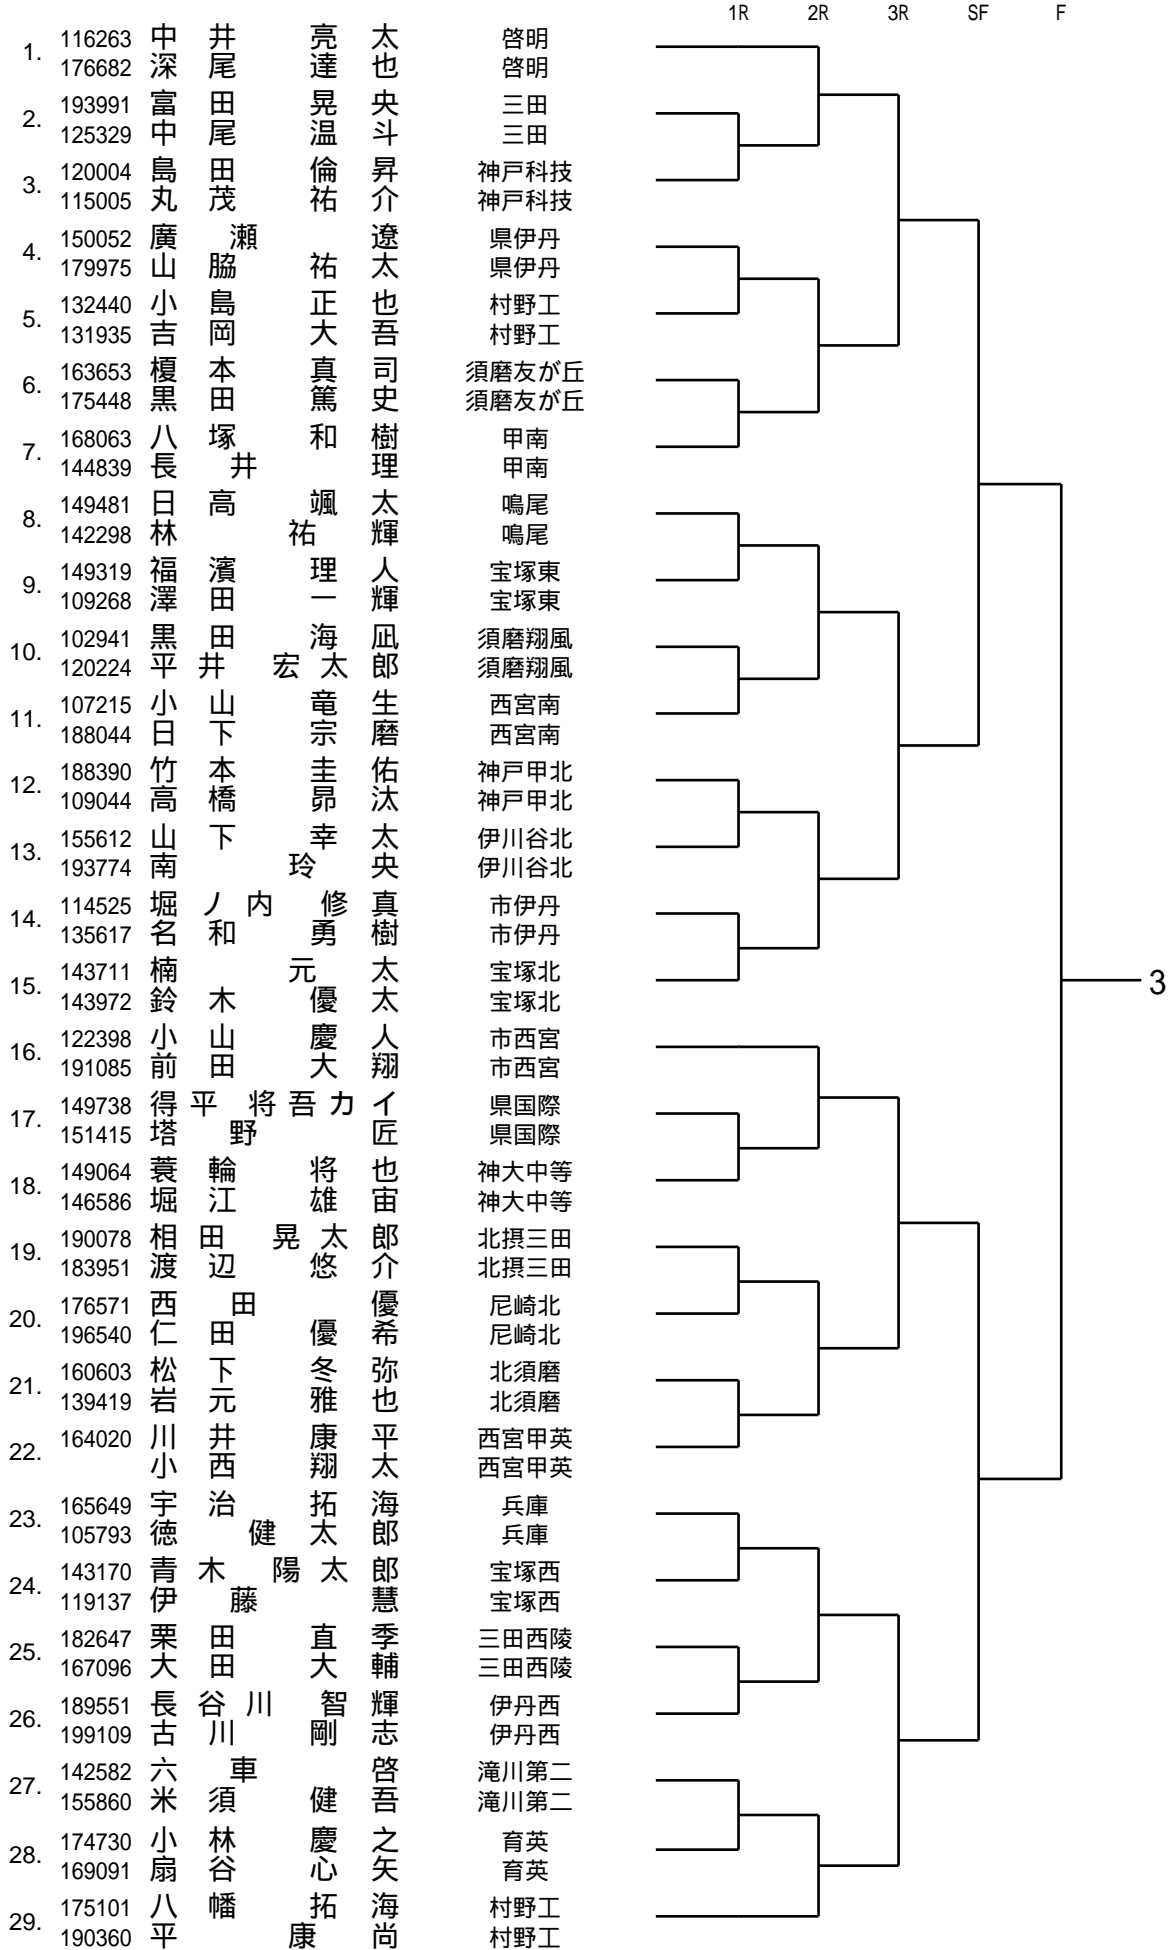 1R 2R 3R SF F
1. 116263 中井 亮太 啓明
176682 深尾 達也 啓明
2. 193991 富田 晃央 三田
125329 中尾 温斗 三田
3. 120004 島田 倫昇 神戸科技
115005 丸茂 祐介 神戸科技
4. 150052 廣瀬 遼 県伊丹
179975 山脇 祐太 県伊丹
5. 132440 小島 正也 村野工
131935 吉岡 大吾 村野工
6. 163653 榎本 真司 須磨友が丘
175448 黒田 篤史 須磨友が丘
7. 168063 八塚 和樹 甲南
144839 長井 理 甲南
8. 149481 日高 颯太 鳴尾
142298 林 祐輝 鳴尾
9. 149319 福濱 理人 宝塚東
109268 澤田 一輝 宝塚東
10. 102941 黒田 海凪 須磨翔風
120224 平井 宏太郎 須磨翔風
11. 107215 小山 竜生 西宮南
188044 日下 宗磨 西宮南
12. 188390 竹本 圭佑 神戸甲北
109044 高橋 昴汰 神戸甲北
13. 155612 山下 幸太 伊川谷北
193774 南 玲央 伊川谷北
14. 114525 堀ノ内 修真 市伊丹
135617 名和 勇樹 市伊丹
15. 143711 楠 元太 宝塚北
143972 鈴木 優太 宝塚北
16. 122398 小山 慶人 市西宮
191085 前田 大翔 市西宮
17. 149738 得平 将吾カイ 県国際
151415 塔野 匠 県国際
18. 149064 蓑輪 将也 神大中等
146586 堀江 雄宙 神大中等
19. 190078 相田 晃太郎 北摂三田
183951 渡辺 悠介 北摂三田
20. 176571 西田 優 尼崎北
196540 仁田 優希 尼崎北
21. 160603 松下 冬弥 北須磨
139419 岩元 雅也 北須磨
22. 164020 川井 康平 西宮甲英
小西 翔太 西宮甲英
23. 165649 宇治 拓海 兵庫
105793 徳 健太郎 兵庫
24. 143170 青木 陽太郎 宝塚西
119137 伊藤 慧 宝塚西
25. 182647 栗田 直季 三田西陵
167096 大田 大輔 三田西陵
26. 189551 長谷川 智輝 伊丹西
199109 古川 剛志 伊丹西
27. 142582 六車 啓 滝川第二
155860 米須 健吾 滝川第二
28. 174730 小林 慶之 育英
169091 扇谷 心矢 育英
29. 175101 八幡 拓海 村野工
190360 平 康尚 村野工
3